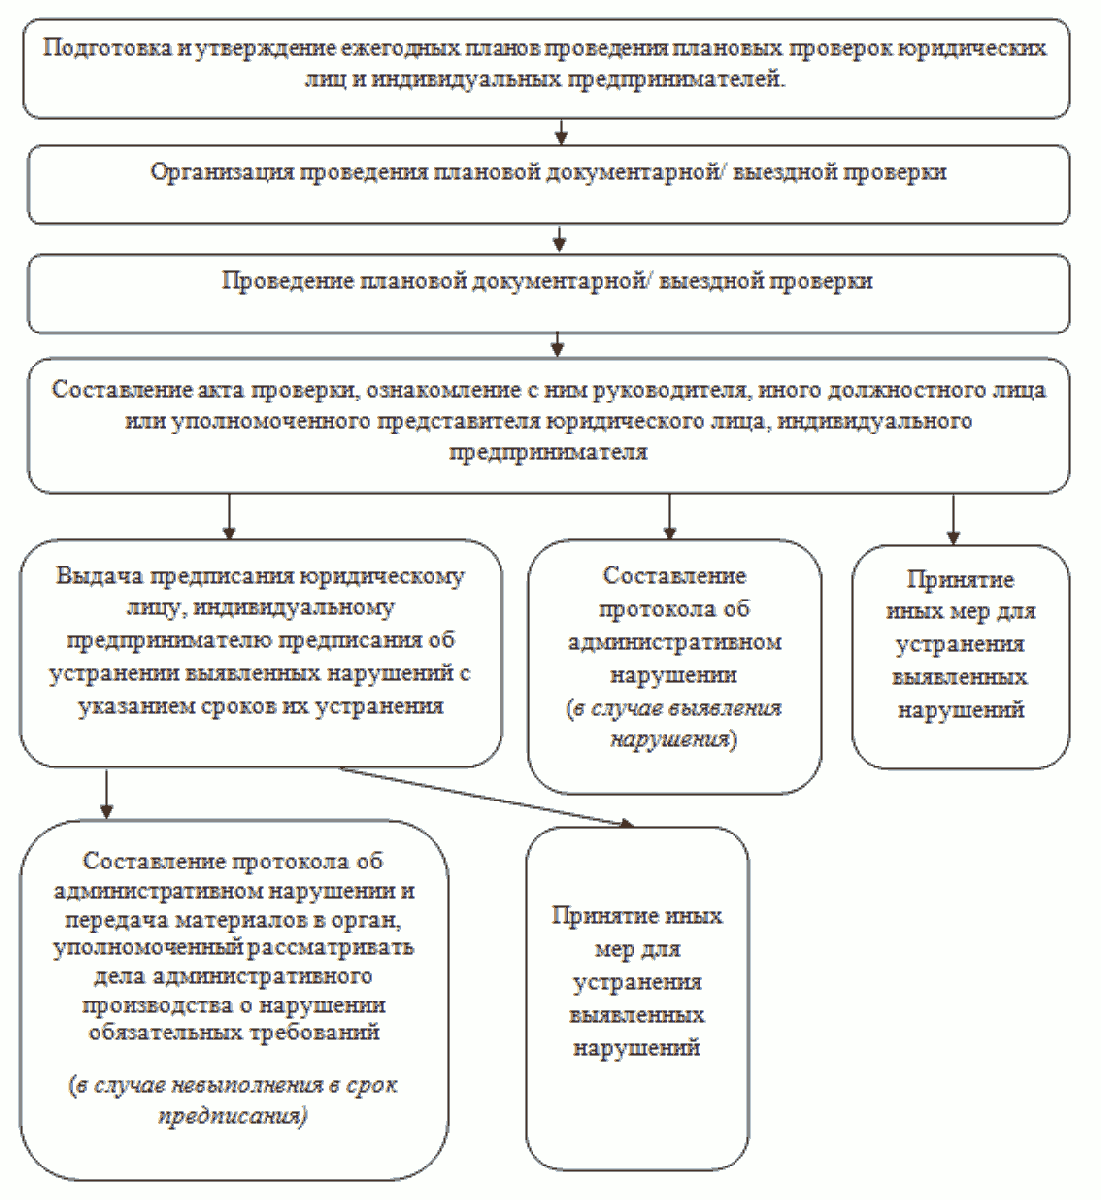 Подготовка и утверждение ежегодных планов проведения плановых проверок юридических
лиц и индивидуальных предпринимателей.
Организация проведения плановой документарной/ выездной проверки
Проведение плановой документарной/ выездной проверки
Составление акта проверки, ознакомление с ним руководителя, иного должностного лица
или уполномоченного представителя юридического лица, индивидуального
предпринимателя
Выдача предписания юридическому
лицу, индивидуальному
предпринимателю предписания об
устранении выявленных нарушений с
указанием сроков их устранения
Составление
протокола об
административном
нарушении
(в случае выявления
нарушения)
Принятие
иных мер для
устранения
выявленных
нарушений
Составление протокола об
административном нарушении и
передача материалов в орган,
уполномоченный рассматривать
дела административного
производства о нарушении
обязательных требований
(в случае невыполнения в срок
предписания)
Принятие иных
мер для
устранения
выявленных
нарушений